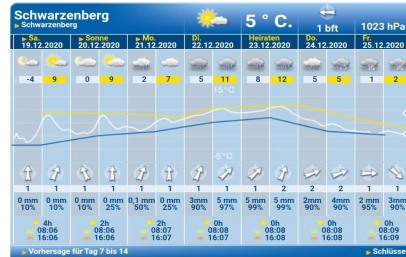 Schwarzenberg
Schwarzenberg
5 ° C.
1 bft
1023 hPa
Sa. Sonne Mo. Di. Heiraten Do. Fr.
19.12.2020 20.12.2020 21.12.2020 22.12.2020 23.12.2020 24.12.2020 25.12.2020
-4 9 0 9 2 7 5 11 8 12 5 5 1 2
15°C
-5°C
1 1 1 1 1 1 1 1 1 2 2 2 1 1
0 mm 0 mm 0 mm 0 mm 0,1 mm 0 mm 3mm 5 mm 5 mm 5 mm 2mm 4mm 2 mm 3mm
10% 10% 10% 25% 50% 25% 90% 97% 99% 99% 90% 90% 95% 90%
4h 2h 2h 0h 0h 0h 0h
08:06 08:06 08:07 08:07 08:08 08:08 08:09
16:06 16:06 16:07 16:07 16:08 16:08 16:09
Vorhersage für Tag 7 bis 14
Schlüsse